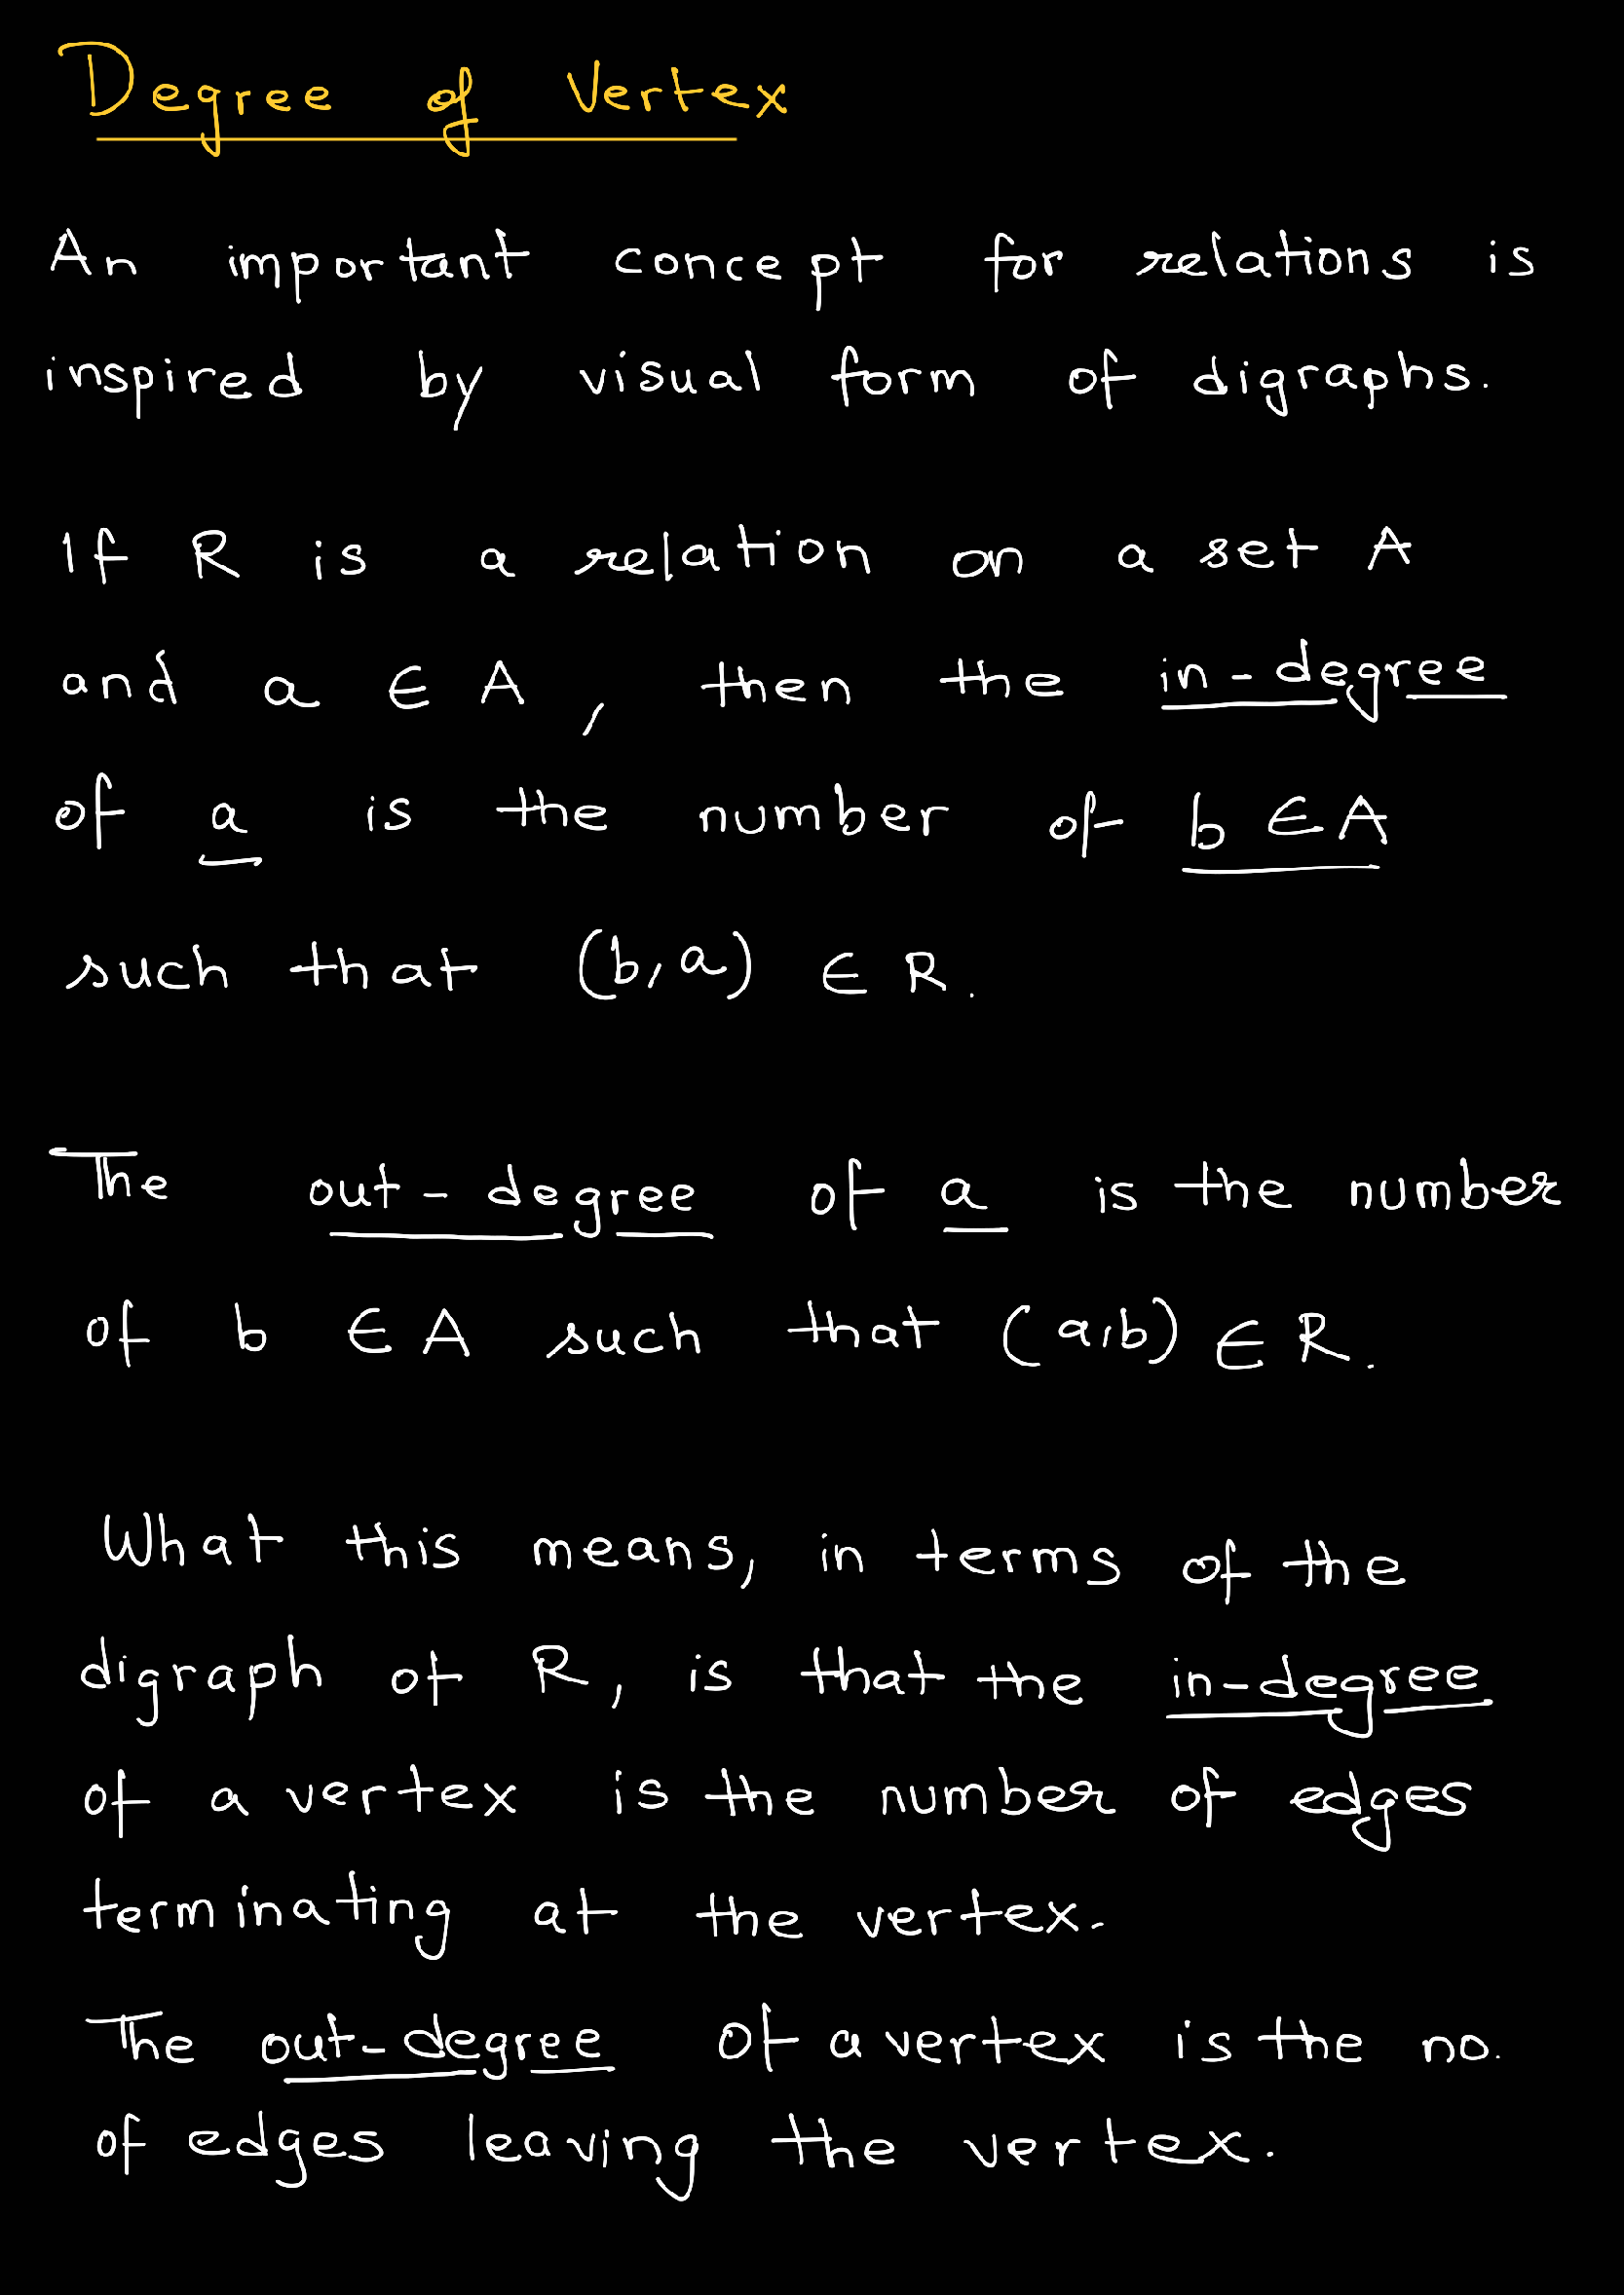 Degree of Vertex
An important concept for relations is
inspired by visual form of digraphs.
If R is a relation on a set A
and a ∈ A, then the in-degree
of a is the number of b ∈ A
such that (b,a) ∈ R.
The out-degree of a is the number
of b ∈ A such that (a,b) ∈ R.
What this means, in terms of the
digraph of R, is that the in-degree
of a vertex is the number of edges
terminating at the vertex.
The out-degree of a vertex is the no.
of edges leaving the vertex.